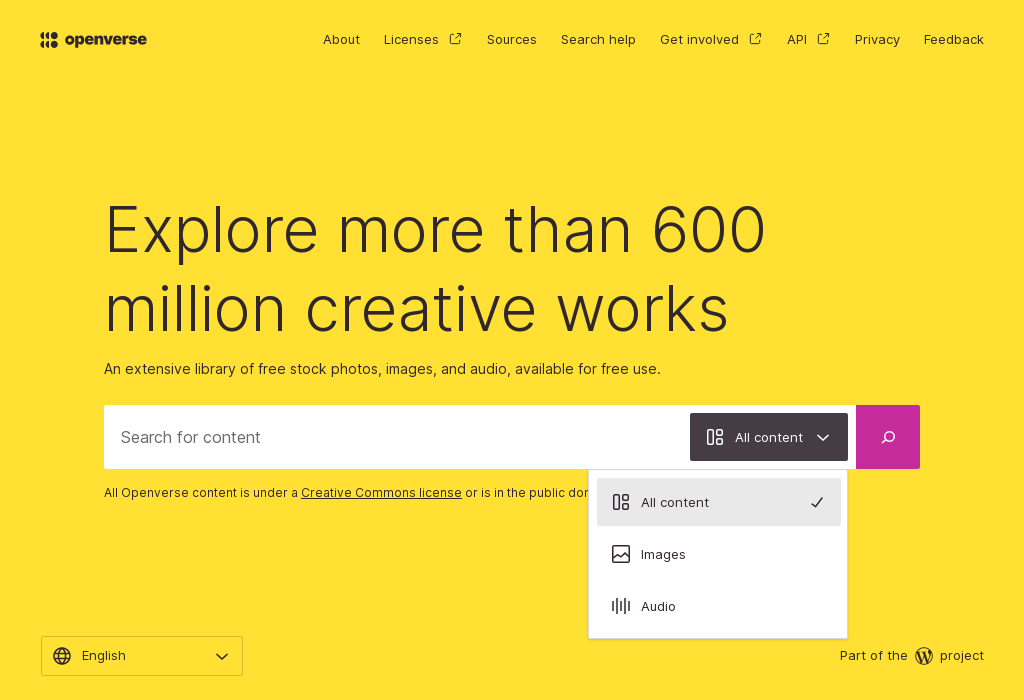 openverse
About
Licenses
Sources
Search help
Get involved
API
Privacy
Feedback
Explore more than 600
million creative works
An extensive library of free stock photos, images, and audio, available for free use.
Search for content
All content
All Openverse content is under a Creative Commons license or is in the public
All content
Images
Audio
English
Part of the
project